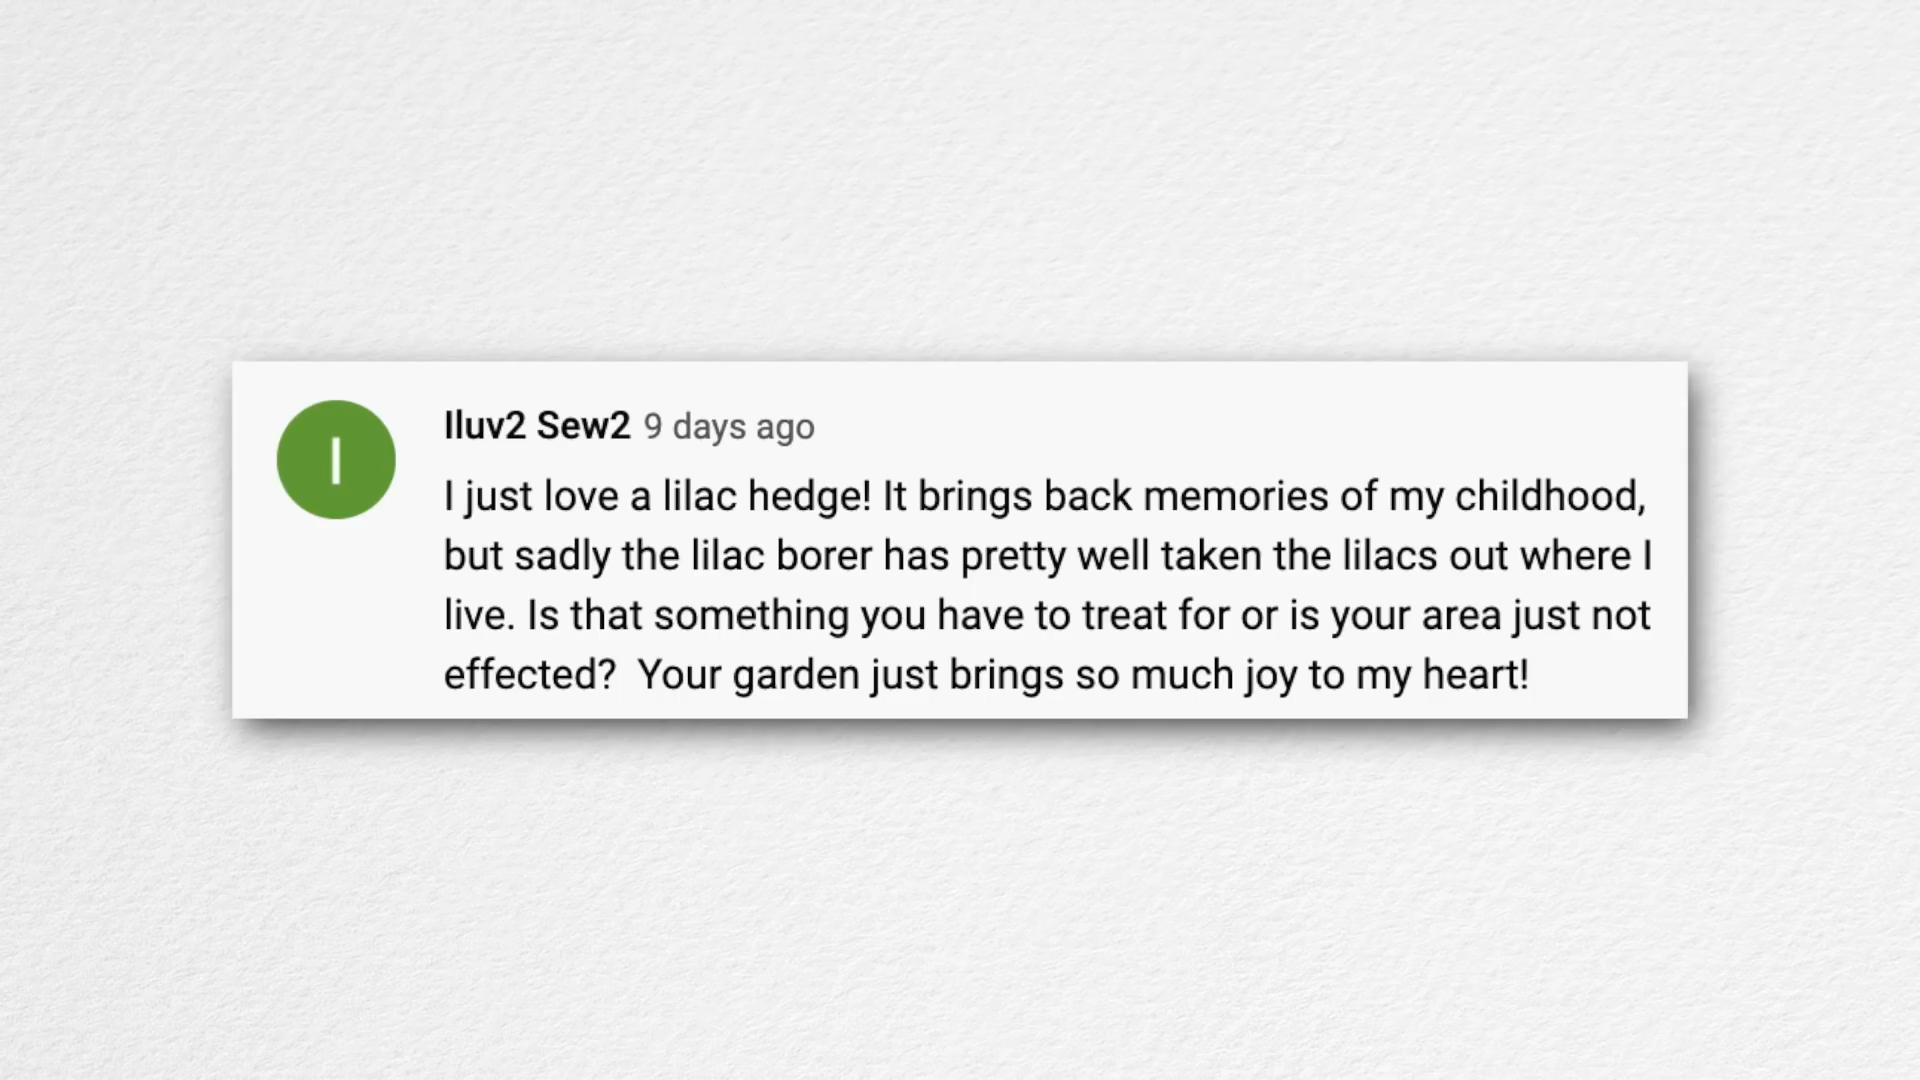 I
Iluv2 Sew2 9 days ago
I just love a lilac hedge! It brings back memories of my childhood,
but sadly the lilac borer has pretty well taken the lilacs out where I
live. Is that something you have to treat for or is your area just not
effected?  Your garden just brings so much joy to my heart!